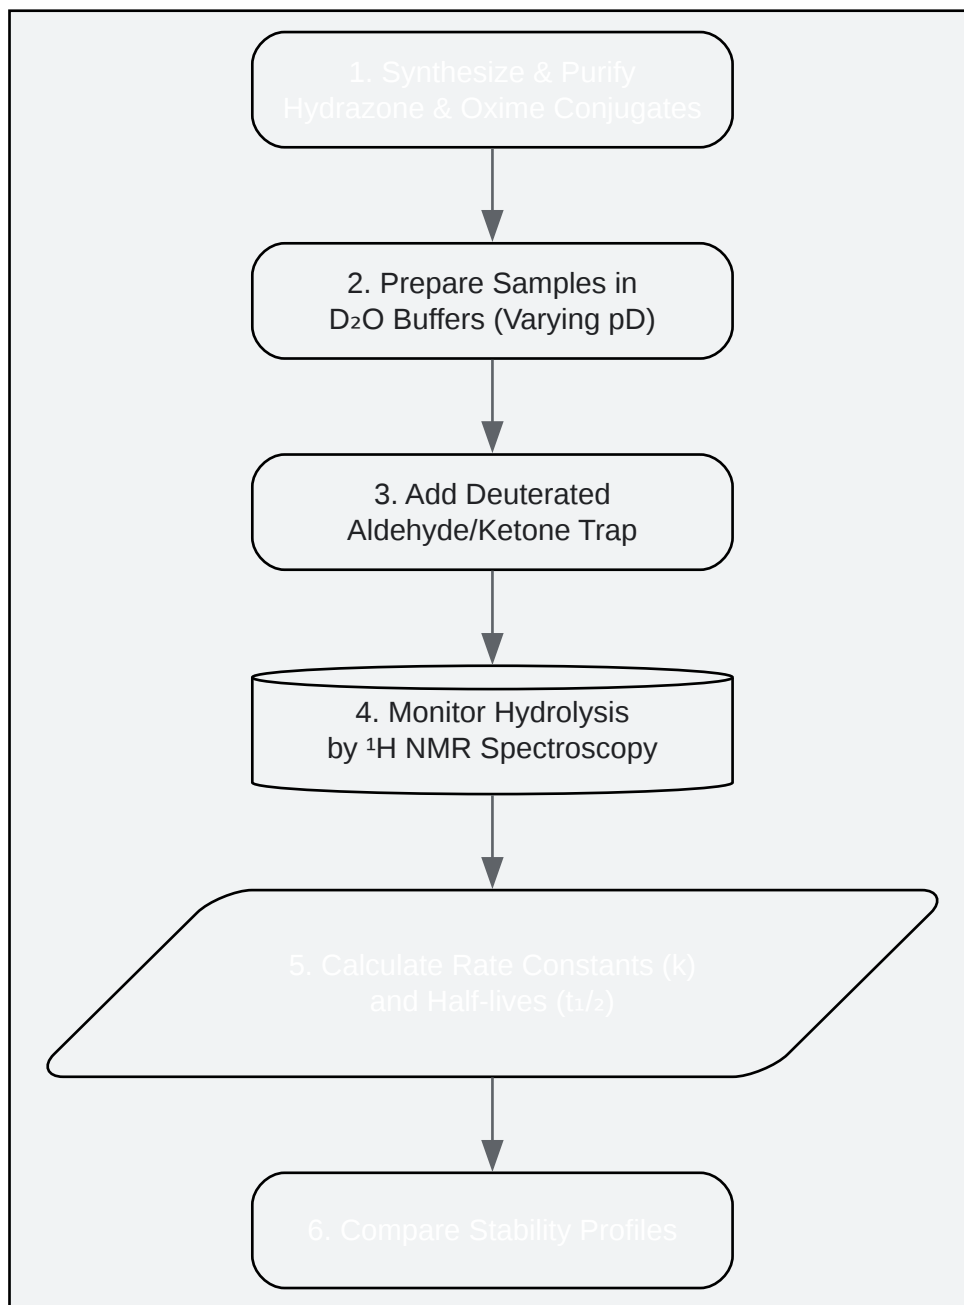 1. Synthesize & Purify
Hydrazone & Oxime Conjugates
2. Prepare Samples in
D₂O Buffers (Varying pD)
3. Add Deuterated
Aldehyde/Ketone Trap
4. Monitor Hydrolysis
by ¹H NMR Spectroscopy
5. Calculate Rate Constants (k)
and Half-lives (t₁/₂)
6. Compare Stability Profiles